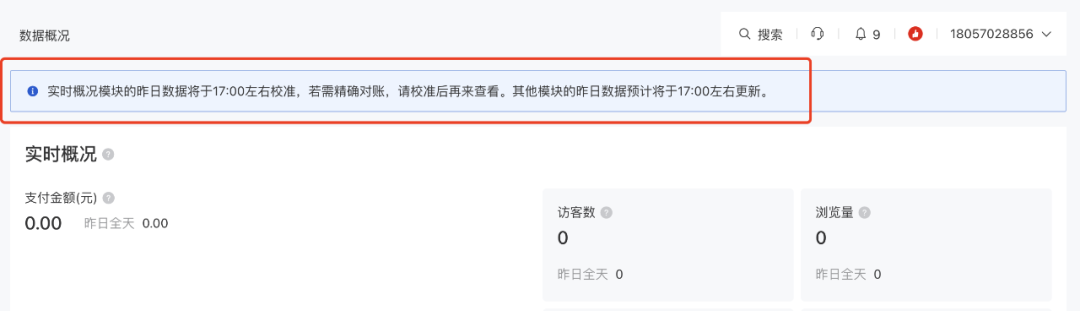 数据概况
搜索
9
18057028856
实时概况模块的昨日数据将于17:00左右校准，若需精确对账，请校准后再来查看。其他模块的昨日数据预计将于17:00左右更新。
实时概况
支付金额(元)
0.00 昨日全天 0.00
访客数
0
昨日全天 0
浏览量
0
昨日全天 0